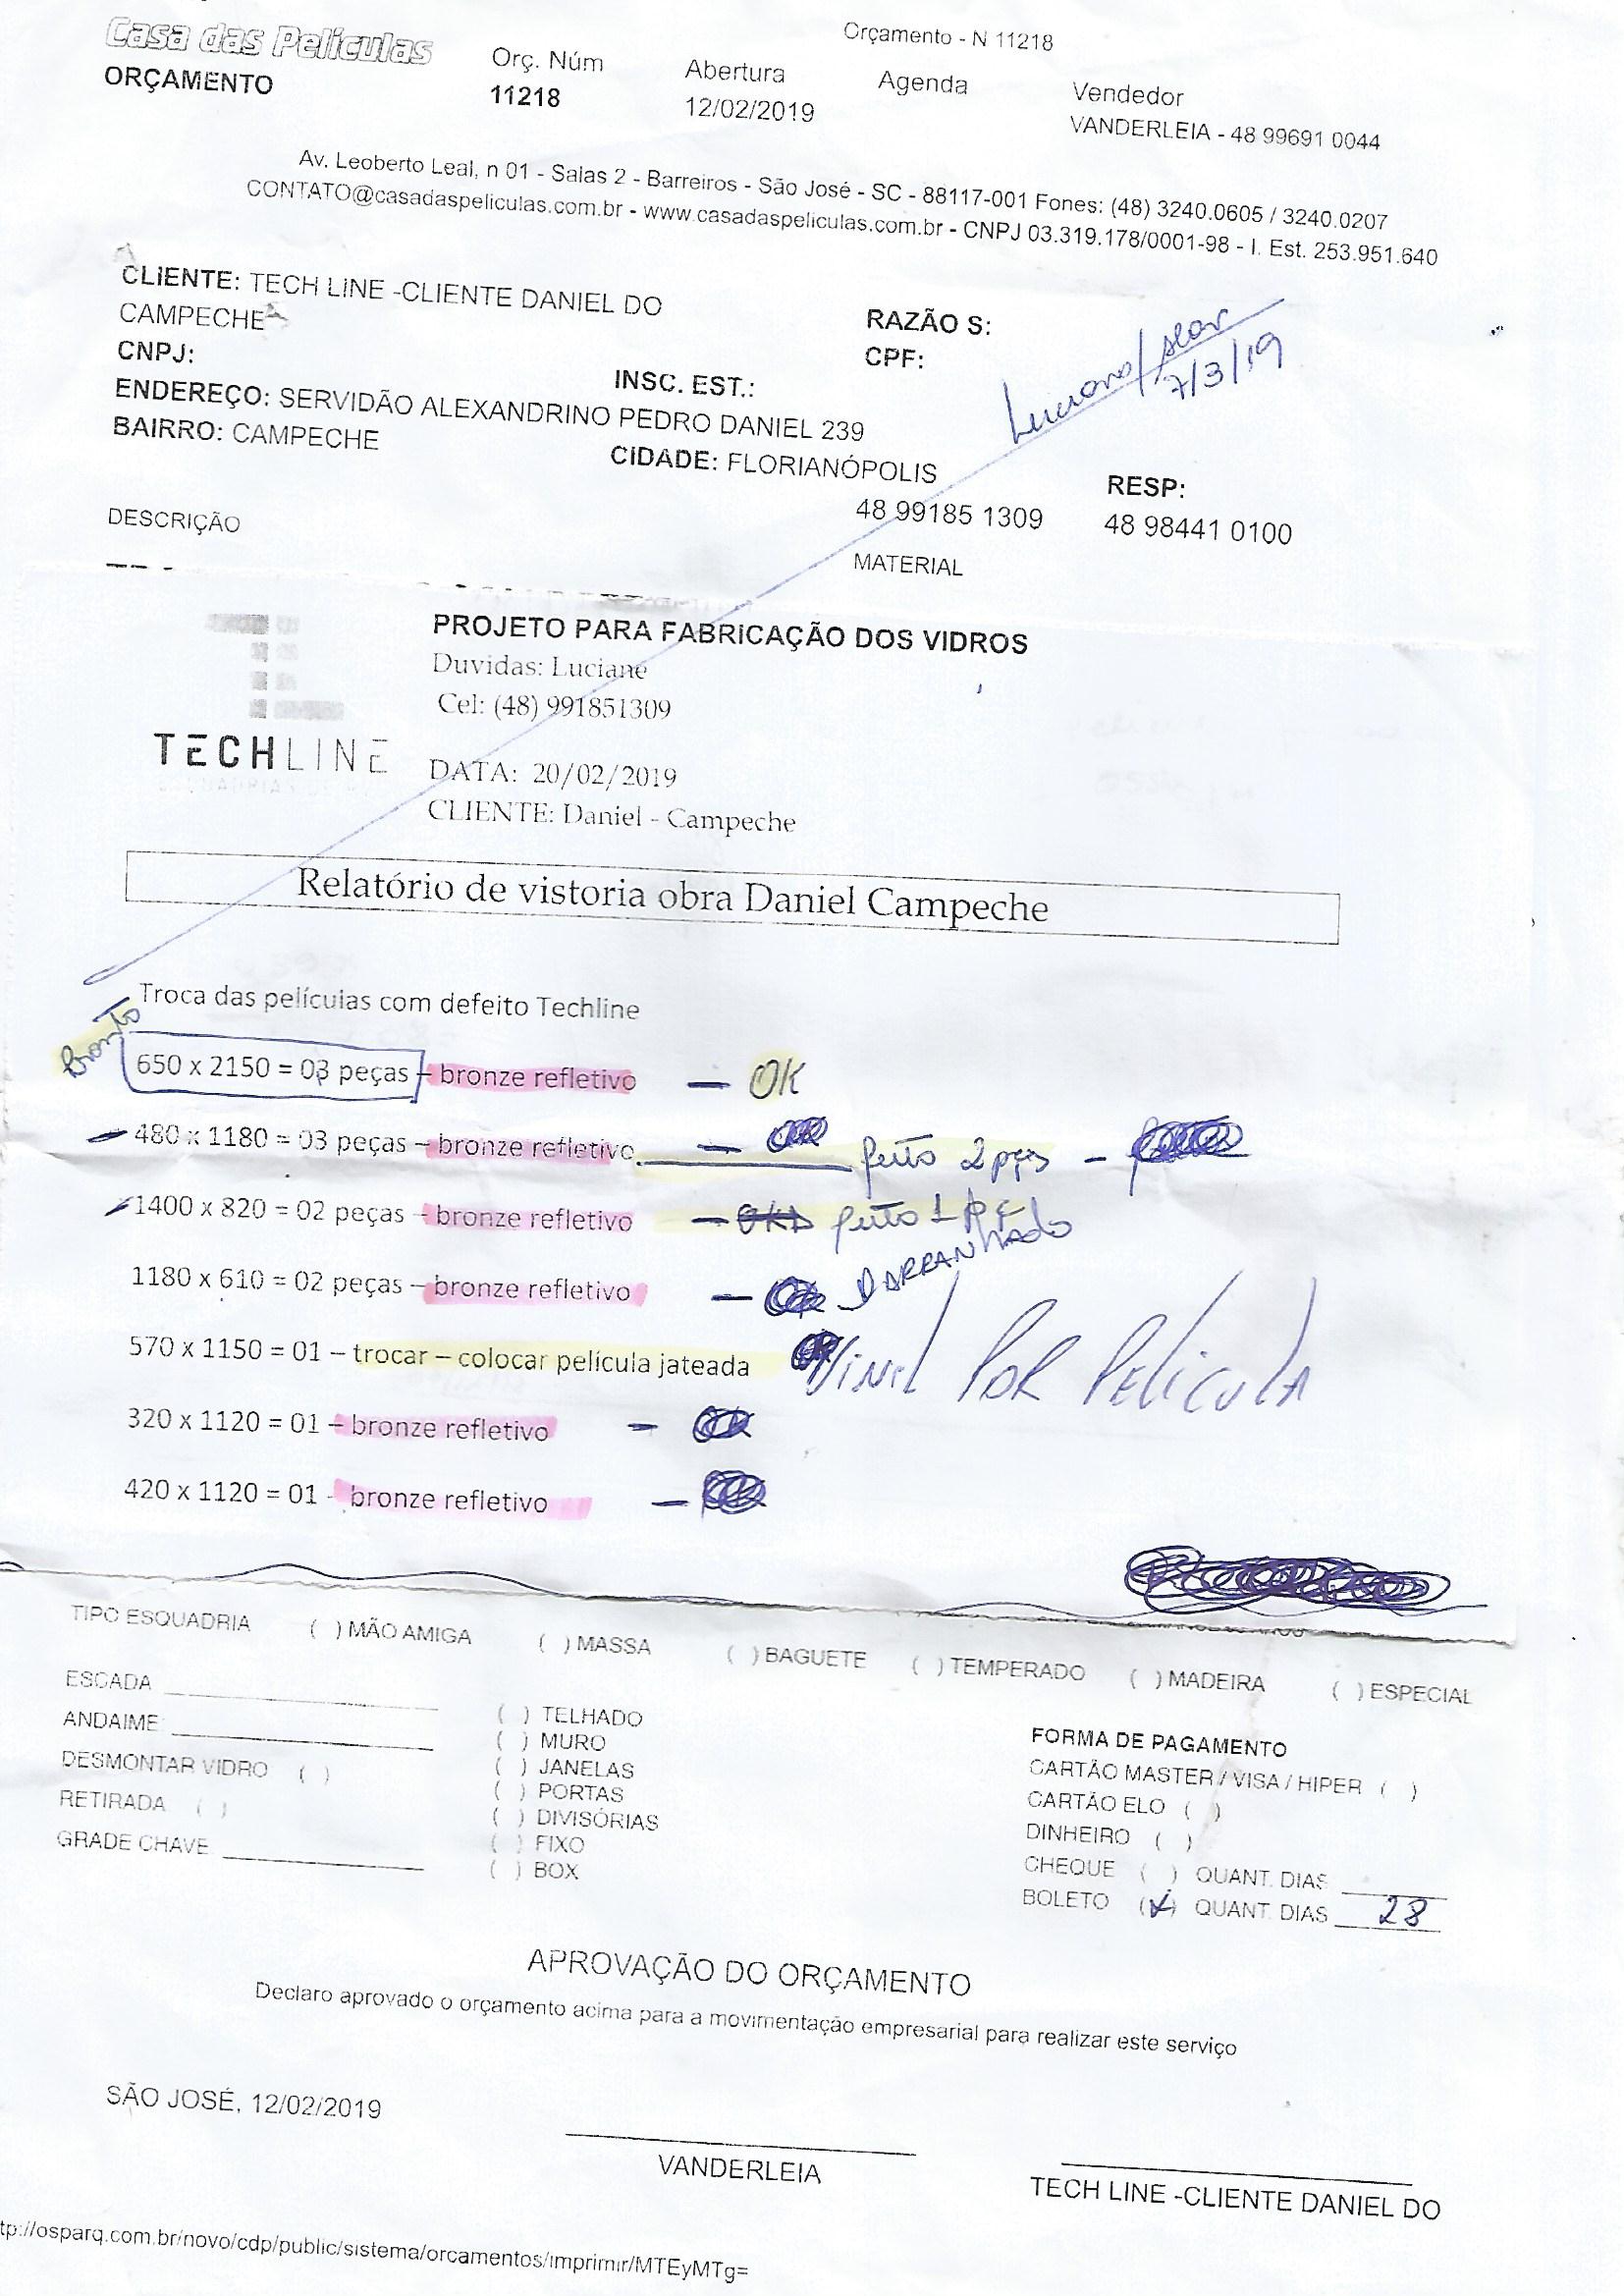 Casa das Películas
Orçamento - N 11218
ORÇAMENTO
Orç. Núm
11218
Abertura
12/02/2019
Agenda
Vendedor
VANDERLEIA - 48 99691 0044
Av. Leoberto Leal, n 01 - Salas 2 - Barreiros - São José - SC - 88117-001 Fones: (48) 3240.0605 / 3240.0207
CONTATO@casadaspeliculas.com.br - www.casadaspeliculas.com.br - CNPJ 03.319.178/0001-98 - I. Est. 253.951.640
CLIENTE: TECH LINE -CLIENTE DANIEL DO
CAMPECHE
RAZÃO S:
CNPJ:
CPF:
INSC. EST.:
7/3/19
ENDEREÇO: SERVIDÃO ALEXANDRINO PEDRO DANIEL 239
BAIRRO: CAMPECHE
CIDADE: FLORIANÓPOLIS
RESP:
48 99185 1309
48 98441 0100
DESCRIÇÃO
MATERIAL
PROJETO PARA FABRICAÇÃO DOS VIDROS
Duvidas: Luciane
Cel: (48) 991851309
TECHLINE
DATA: 20/02/2019
CLIENTE: Daniel - Campeche
Relatório de vistoria obra Daniel Campeche
Troca das películas com defeito Techline
650 x 2150 = 03 peças – bronze refletivo — OK
480 x 1180 = 03 peças – bronze refletivo — feito 2 pçs -
1400 x 820 = 02 peças – bronze refletivo — feito 1
1180 x 610 = 02 peças – bronze refletivo — ARRANHADO
570 x 1150 = 01 – trocar – colocar película jateada Vinil POR PELICULA
320 x 1120 = 01 – bronze refletivo -
420 x 1120 = 01 - bronze refletivo -
TIPO ESQUADRIA ( ) MÃO AMIGA ( ) MASSA ( ) BAGUETE ( ) TEMPERADO ( ) MADEIRA ( ) ESPECIAL
ESCADA
ANDAIME
DESMONTAR VIDRO ( )
RETIRADA ( )
GRADE CHAVE
( ) TELHADO
( ) MURO
( ) JANELAS
( ) PORTAS
( ) DIVISÓRIAS
( ) FIXO
( ) BOX
FORMA DE PAGAMENTO
CARTÃO MASTER / VISA / HIPER ( )
CARTÃO ELO ( )
DINHEIRO ( )
CHEQUE ( ) QUANT. DIAS
BOLETO (✓) QUANT. DIAS 28
APROVAÇÃO DO ORÇAMENTO
Declaro aprovado o orçamento acima para a movimentação empresarial para realizar este serviço
SÃO JOSÉ, 12/02/2019
VANDERLEIA
TECH LINE -CLIENTE DANIEL DO
tp://osparq.com.br/novo/cdp/public/sistema/orcamentos/imprimir/MTEyMTg=